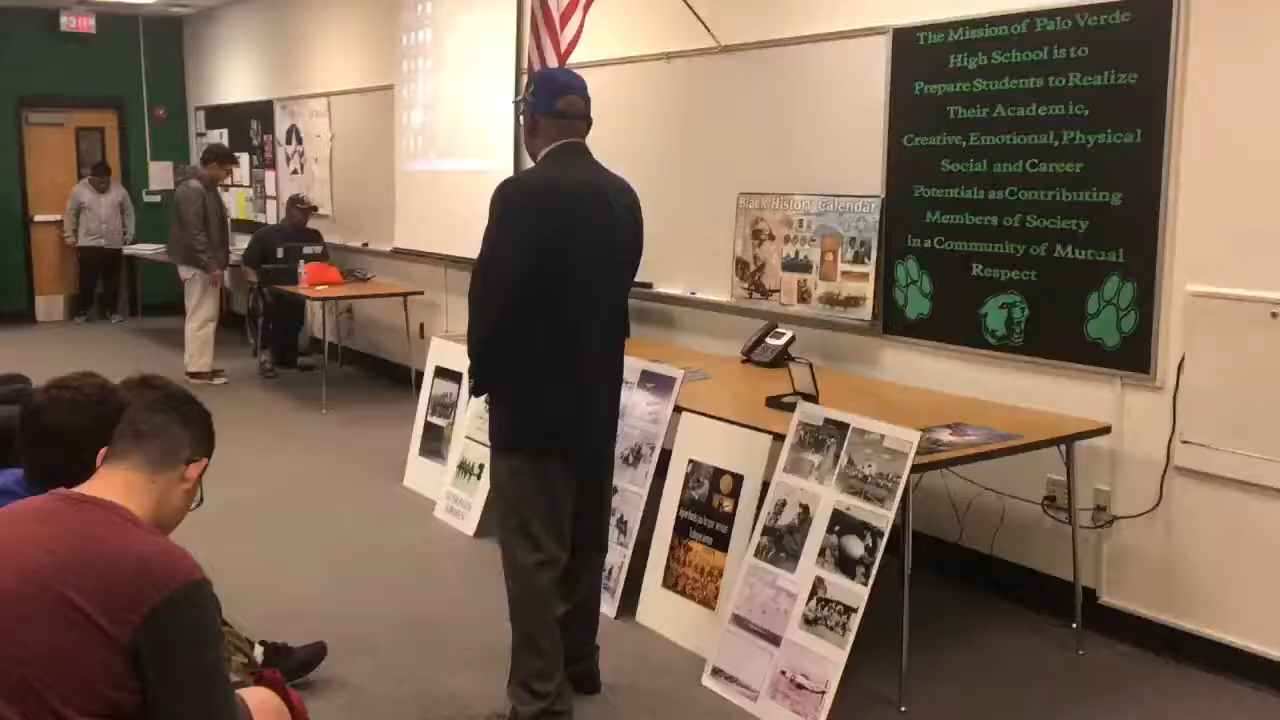 EXIT
Black History Calendar
The Mission of Palo Verde
High School is to
Prepare Students to Realize
Their Academic,
Creative, Emotional, Physical
Social and Career
Potentials as Contributing
Members of Society
in a Community of Mutual
Respect